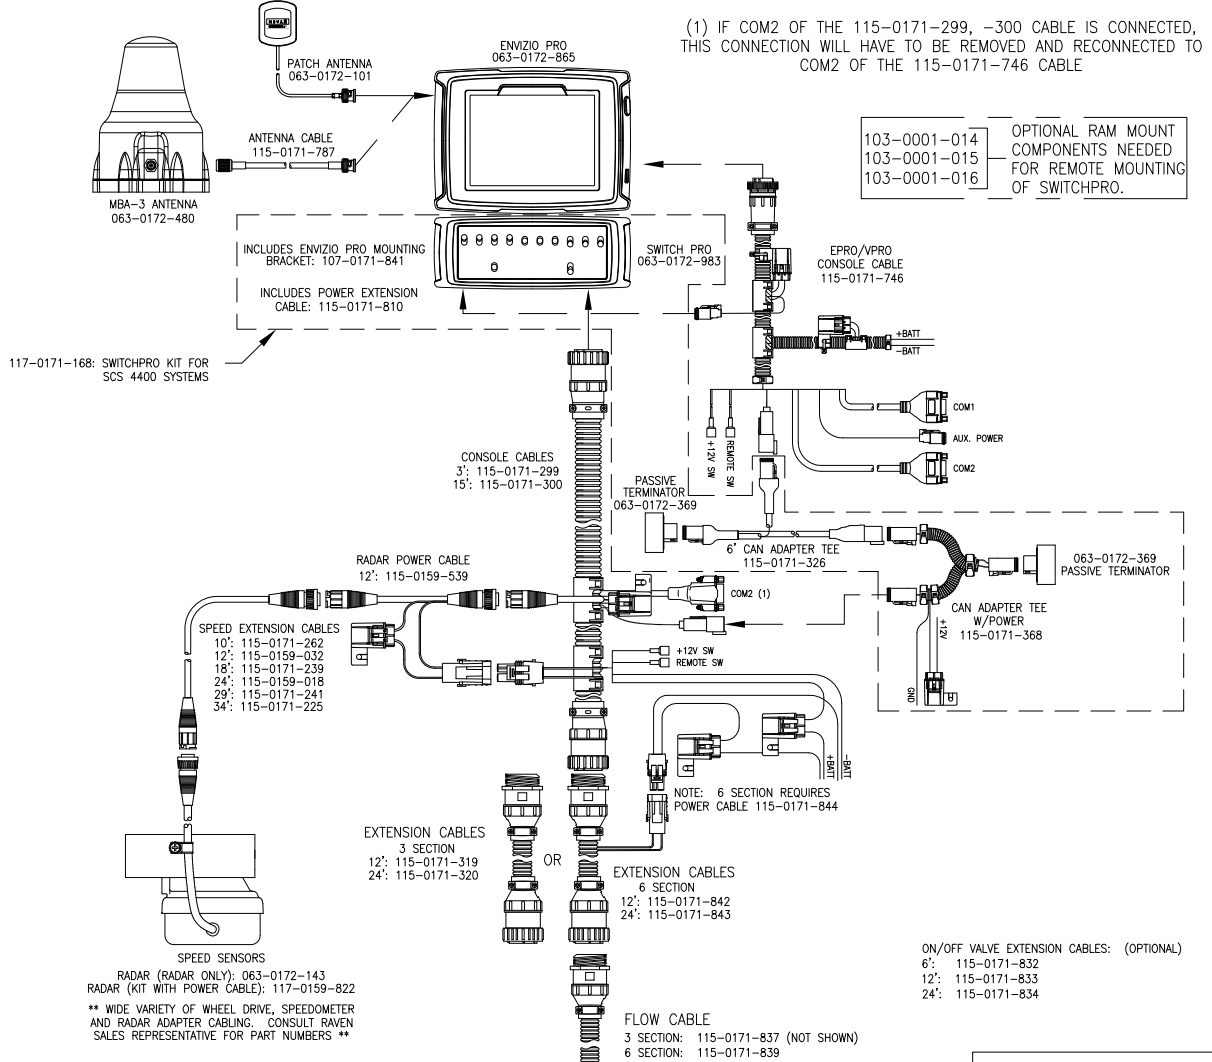 (1) IF COM2 OF THE 115-0171-299, -300 CABLE IS CONNECTED,
THIS CONNECTION WILL HAVE TO BE REMOVED AND RECONNECTED TO
COM2 OF THE 115-0171-746 CABLE
PATCH ANTENNA
063-0172-101
ENVIZIO PRO
063-0172-865
ANTENNA CABLE
115-0171-787
MBA-3 ANTENNA
063-0172-480
103-0001-014
103-0001-015
103-0001-016
OPTIONAL RAM MOUNT
COMPONENTS NEEDED
FOR REMOTE MOUNTING
OF SWITCHPRO.
INCLUDES ENVIZIO PRO MOUNTING
BRACKET: 107-0171-841
INCLUDES POWER EXTENSION
CABLE: 115-0171-810
SWITCH PRO
063-0172-983
EPRO/VPRO
CONSOLE CABLE
115-0171-746
+BATT
-BATT
117-0171-168: SWITCHPRO KIT FOR
SCS 4400 SYSTEMS
COM1
AUX. POWER
COM2
+12V SW
REMOTE SW
CONSOLE CABLES
3': 115-0171-299
15': 115-0171-300
PASSIVE
TERMINATOR
063-0172-369
6' CAN ADAPTER TEE
115-0171-326
063-0172-369
PASSIVE TERMINATOR
CAN ADAPTER TEE
W/POWER
115-0171-368
+12V
GND
RADAR POWER CABLE
12': 115-0159-539
COM2 (1)
+12V SW
REMOTE SW
SPEED EXTENSION CABLES
10': 115-0171-262
12': 115-0159-032
18': 115-0171-239
24': 115-0159-018
29': 115-0171-241
34': 115-0171-225
+BATT
-BATT
NOTE: 6 SECTION REQUIRES
POWER CABLE 115-0171-844
EXTENSION CABLES
3 SECTION
12': 115-0171-319
24': 115-0171-320
OR
EXTENSION CABLES
6 SECTION
12': 115-0171-842
24': 115-0171-843
SPEED SENSORS
RADAR (RADAR ONLY): 063-0172-143
RADAR (KIT WITH POWER CABLE): 117-0159-822
** WIDE VARIETY OF WHEEL DRIVE, SPEEDOMETER
AND RADAR ADAPTER CABLING. CONSULT RAVEN
SALES REPRESENTATIVE FOR PART NUMBERS **
ON/OFF VALVE EXTENSION CABLES: (OPTIONAL)
6': 115-0171-832
12': 115-0171-833
24': 115-0171-834
FLOW CABLE
3 SECTION: 115-0171-837 (NOT SHOWN)
6 SECTION: 115-0171-839